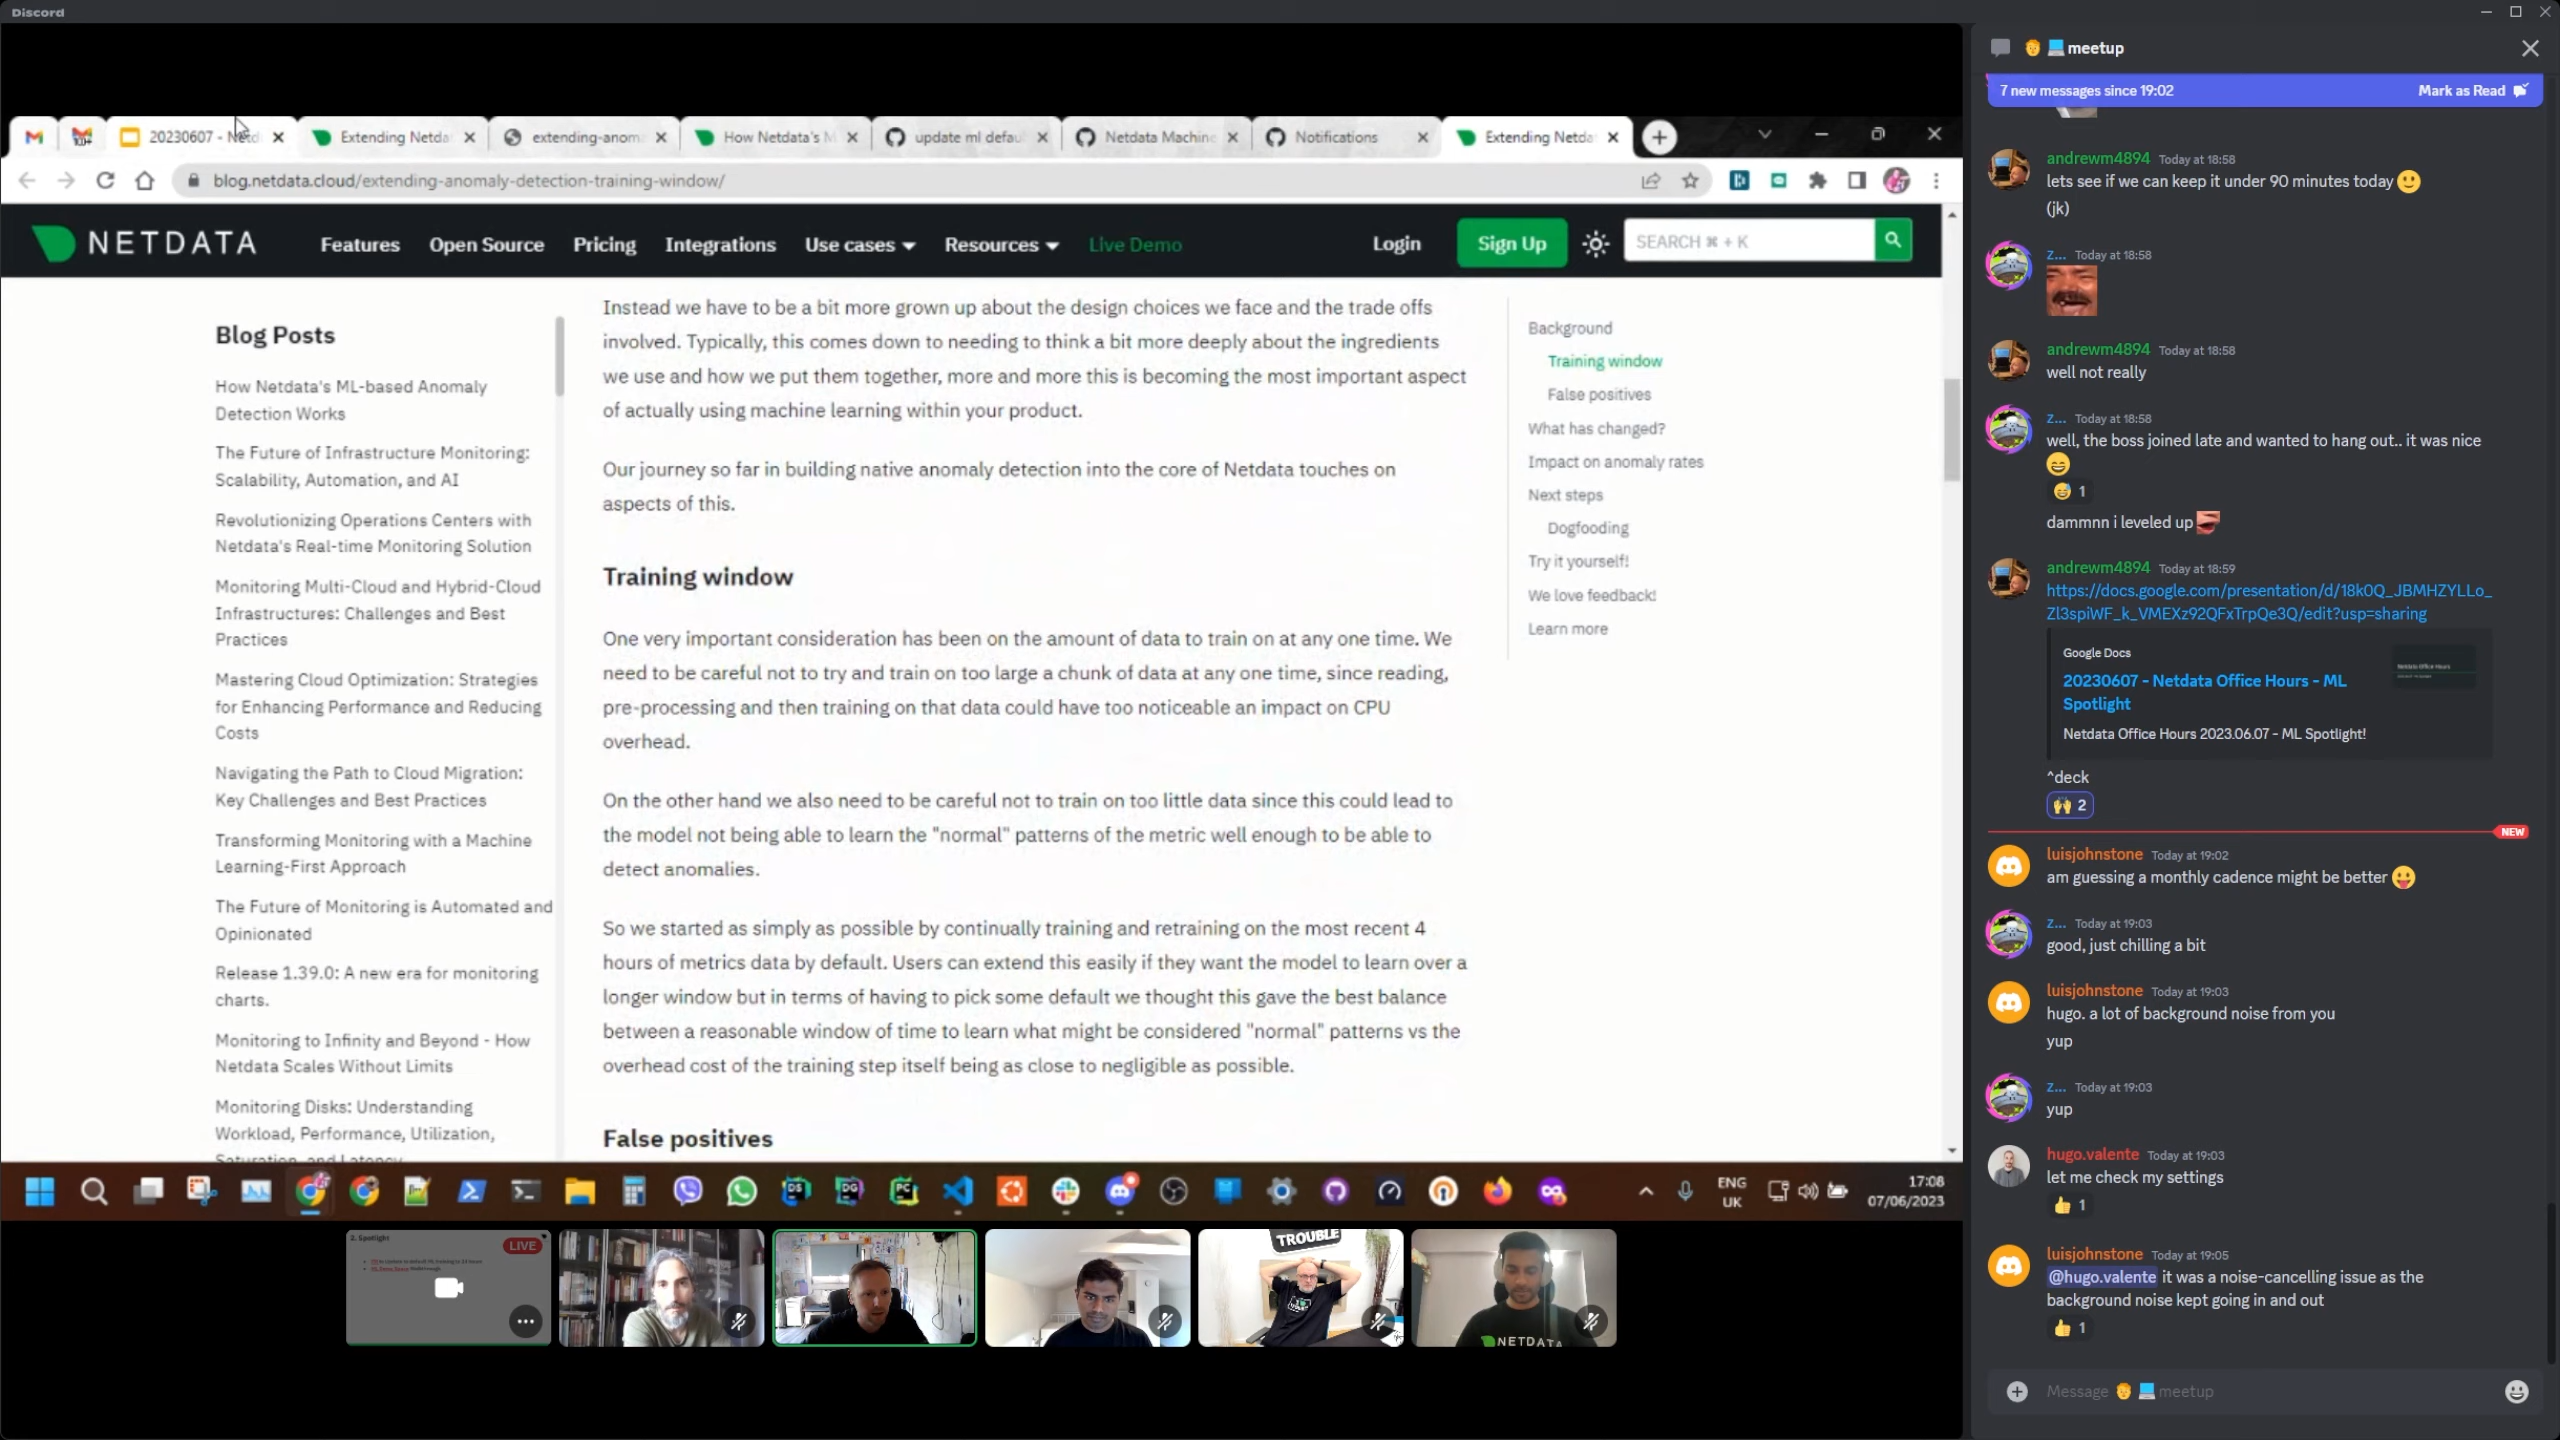 Discord
20230607 - Netd
Extending Netda
extending-anom
How Netdata's M
update ml defau
Netdata Machine
Notifications
Extending Netda
blog.netdata.cloud/extending-anomaly-detection-training-window/
NETDATA
Features
Open Source
Pricing
Integrations
Use cases
Resources
Live Demo
Login
Sign Up
SEARCH ⌘ + K
Blog Posts
How Netdata's ML-based Anomaly
Detection Works
The Future of Infrastructure Monitoring:
Scalability, Automation, and AI
Revolutionizing Operations Centers with
Netdata's Real-time Monitoring Solution
Monitoring Multi-Cloud and Hybrid-Cloud
Infrastructures: Challenges and Best
Practices
Mastering Cloud Optimization: Strategies
for Enhancing Performance and Reducing
Costs
Navigating the Path to Cloud Migration:
Key Challenges and Best Practices
Transforming Monitoring with a Machine
Learning-First Approach
The Future of Monitoring is Automated and
Opinionated
Release 1.39.0: A new era for monitoring
charts.
Monitoring to Infinity and Beyond - How
Netdata Scales Without Limits
Monitoring Disks: Understanding
Workload, Performance, Utilization,
Saturation, and Latency
Instead we have to be a bit more grown up about the design choices we face and the trade offs
involved. Typically, this comes down to needing to think a bit more deeply about the ingredients
we use and how we put them together, more and more this is becoming the most important aspect
of actually using machine learning within your product.
Our journey so far in building native anomaly detection into the core of Netdata touches on
aspects of this.
Training window
One very important consideration has been on the amount of data to train on at any one time. We
need to be careful not to try and train on too large a chunk of data at any one time, since reading,
pre-processing and then training on that data could have too noticeable an impact on CPU
overhead.
On the other hand we also need to be careful not to train on too little data since this could lead to
the model not being able to learn the "normal" patterns of the metric well enough to be able to
detect anomalies.
So we started as simply as possible by continually training and retraining on the most recent 4
hours of metrics data by default. Users can extend this easily if they want the model to learn over a
longer window but in terms of having to pick some default we thought this gave the best balance
between a reasonable window of time to learn what might be considered "normal" patterns vs the
overhead cost of the training step itself being as close to negligible as possible.
False positives
Background
Training window
False positives
What has changed?
Impact on anomaly rates
Next steps
Dogfooding
Try it yourself!
We love feedback!
Learn more
ENG
UK
17:08
07/06/2023
2. Spotlight
LIVE
TROUBLE
NETDATA
meetup
7 new messages since 19:02
Mark as Read
andrewm4894 Today at 18:58
lets see if we can keep it under 90 minutes today 🙂
(jk)
z... Today at 18:58
andrewm4894 Today at 18:58
well not really
z... Today at 18:58
well, the boss joined late and wanted to hang out.. it was nice
😄
😅 1
dammnn i leveled up
andrewm4894 Today at 18:59
https://docs.google.com/presentation/d/18k0Q_JBMHZYLLo_
Zl3spiWF_k_VMEXz92QFxTrpQe3Q/edit?usp=sharing
Google Docs
20230607 - Netdata Office Hours - ML
Spotlight
Netdata Office Hours 2023.06.07 - ML Spotlight!
^deck
🙌 2
NEW
luisjohnstone Today at 19:02
am guessing a monthly cadence might be better 😛
z... Today at 19:03
good, just chilling a bit
luisjohnstone Today at 19:03
hugo. a lot of background noise from you
yup
z... Today at 19:03
yup
hugo.valente Today at 19:03
let me check my settings
👍 1
luisjohnstone Today at 19:05
@hugo.valente it was a noise-cancelling issue as the
background noise kept going in and out
👍 1
Message 🧑 💻 meetup